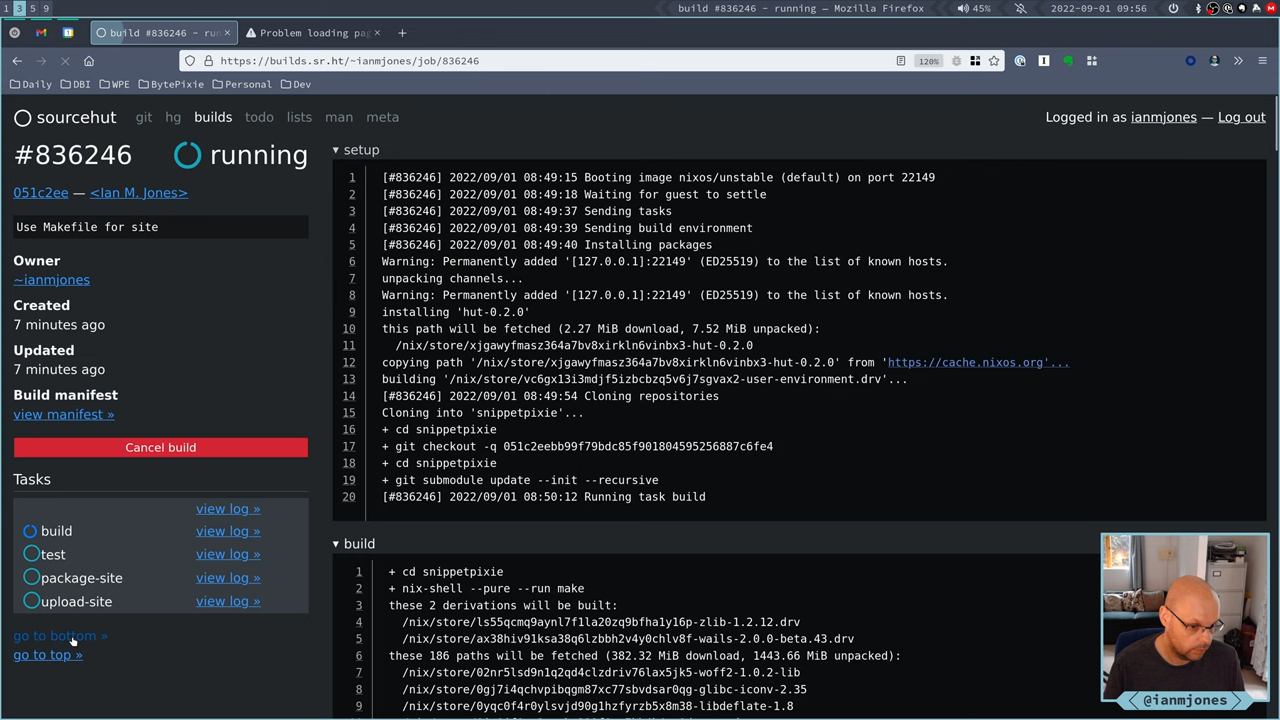 1 3 5 9
build #836246 - running — Mozilla Firefox
45%
2022-09-01 09:56
build #836246 - run
Problem loading pag
https://builds.sr.ht/~ianmjones/job/836246
120%
Daily DBI WPE BytePixie Personal Dev
sourcehut git hg builds todo lists man meta
Logged in as ianmjones — Log out
#836246 running
051c2ee — <Ian M. Jones>
Use Makefile for site
Owner
~ianmjones
Created
7 minutes ago
Updated
7 minutes ago
Build manifest
view manifest »
Cancel build
Tasks
view log »
build view log »
test view log »
package-site view log »
upload-site view log »
go to bottom »
go to top »
setup
1 [#836246] 2022/09/01 08:49:15 Booting image nixos/unstable (default) on port 22149
2 [#836246] 2022/09/01 08:49:18 Waiting for guest to settle
3 [#836246] 2022/09/01 08:49:37 Sending tasks
4 [#836246] 2022/09/01 08:49:39 Sending build environment
5 [#836246] 2022/09/01 08:49:40 Installing packages
6 Warning: Permanently added '[127.0.0.1]:22149' (ED25519) to the list of known hosts.
7 unpacking channels...
8 Warning: Permanently added '[127.0.0.1]:22149' (ED25519) to the list of known hosts.
9 installing 'hut-0.2.0'
10 this path will be fetched (2.27 MiB download, 7.52 MiB unpacked):
11 /nix/store/xjgawyfmasz364a7bv8xirkln6vinbx3-hut-0.2.0
12 copying path '/nix/store/xjgawyfmasz364a7bv8xirkln6vinbx3-hut-0.2.0' from 'https://cache.nixos.org'...
13 building '/nix/store/vc6gx13i3mdjf5izbcbzq5v6j7sgvax2-user-environment.drv'...
14 [#836246] 2022/09/01 08:49:54 Cloning repositories
15 Cloning into 'snippetpixie'...
16 + cd snippetpixie
17 + git checkout -q 051c2eebb99f79bdc85f901804595256887c6fe4
18 + cd snippetpixie
19 + git submodule update --init --recursive
20 [#836246] 2022/09/01 08:50:12 Running task build
build
1 + cd snippetpixie
2 + nix-shell --pure --run make
3 these 2 derivations will be built:
4 /nix/store/ls55qcmq9aynl7f1la20zq9bfha1y16p-zlib-1.2.12.drv
5 /nix/store/ax38hiv91ksa38q6lzbbh2v4y0chlv8f-wails-2.0.0-beta.43.drv
6 these 186 paths will be fetched (382.32 MiB download, 1443.66 MiB unpacked):
7 /nix/store/02nr5lsd9n1q2qd4clzdriv76lax5jk5-woff2-1.0.2-lib
8 /nix/store/0gj7i4qchvpibqgm87xc77sbvdsar0qg-glibc-iconv-2.35
9 /nix/store/0yqc0f4r0ylsvjd90g1hzfyrzb5x8m38-libdeflate-1.8
@ianmjones